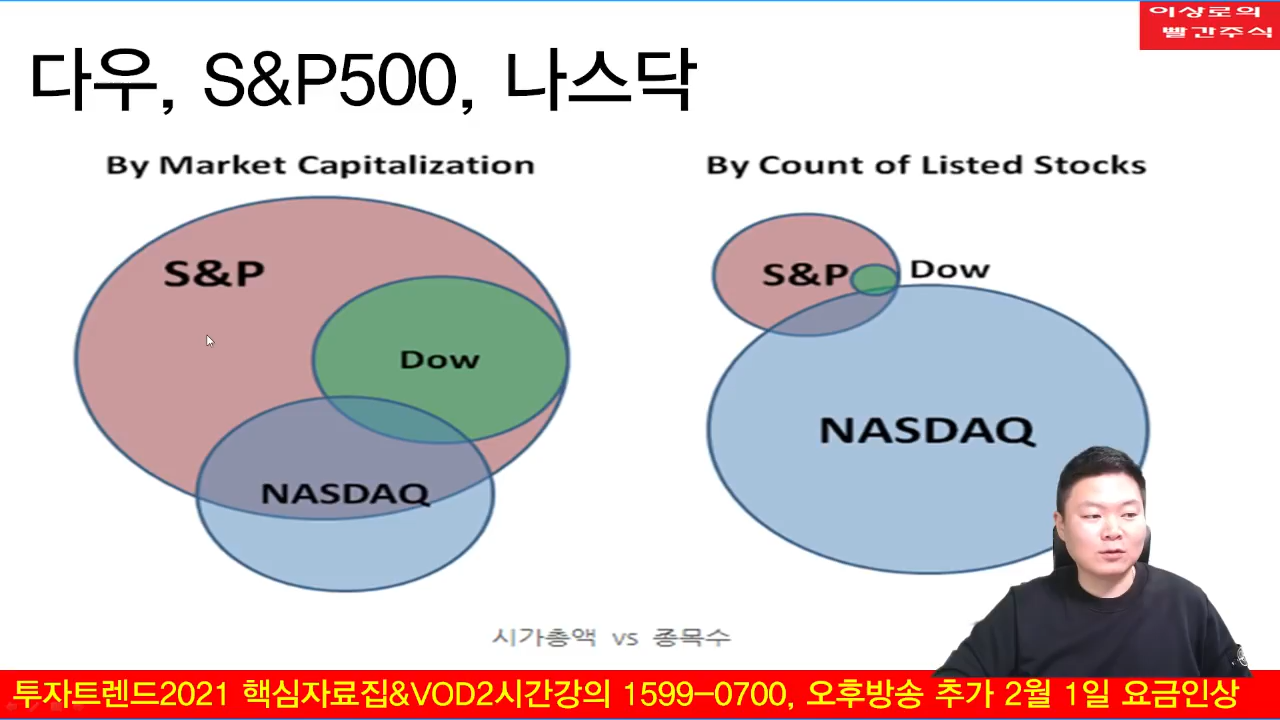 이상로의
빨간주식
다우, S&P500, 나스닥
By Market Capitalization
By Count of Listed Stocks
S&P
Dow
NASDAQ
S&P
Dow
NASDAQ
시가총액 vs 종목수
투자트렌드2021 핵심자료집&VOD2시간강의 1599-0700, 오후방송 추가 2월 1일 요금인상